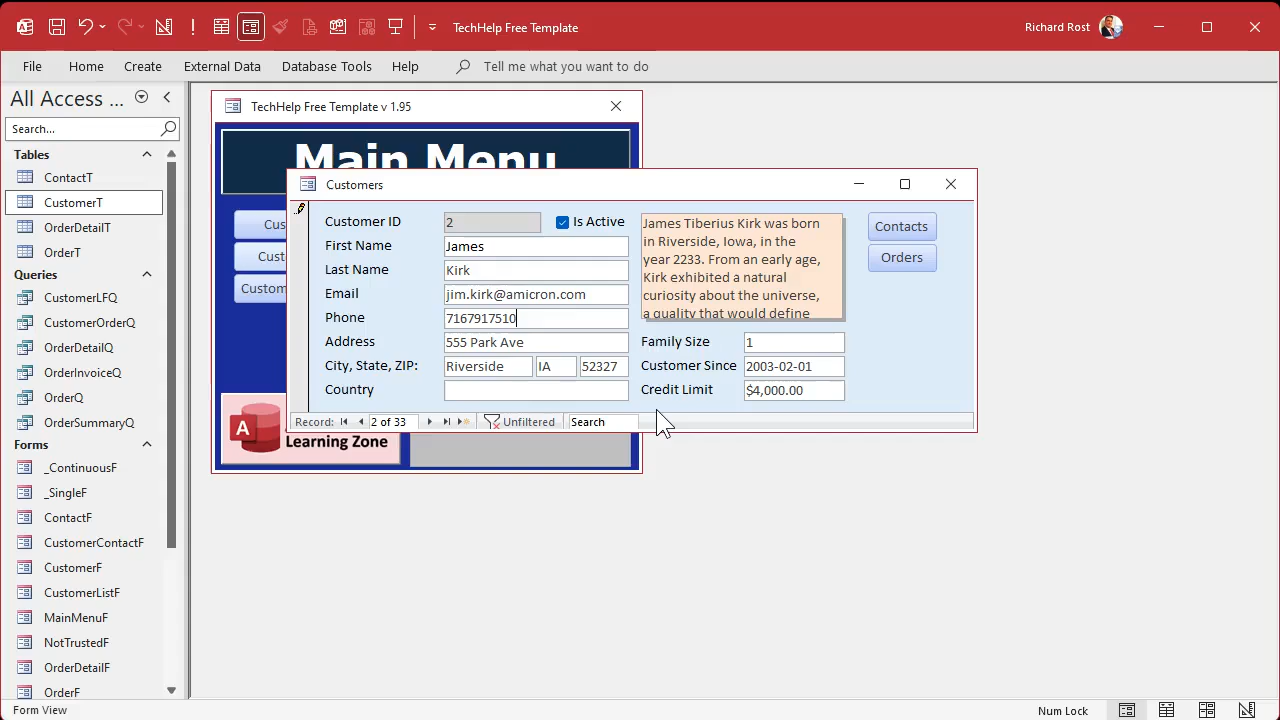 TechHelp Free Template
Richard Rost
File Home Create External Data Database Tools Help Tell me what you want to do
All Access ...
Search...
Tables
ContactT
CustomerT
OrderDetailT
OrderT
Queries
CustomerLFQ
CustomerOrderQ
OrderDetailQ
OrderInvoiceQ
OrderQ
OrderSummaryQ
Forms
_ContinuousF
_SingleF
ContactF
CustomerContactF
CustomerF
CustomerListF
MainMenuF
NotTrustedF
OrderDetailF
OrderF
TechHelp Free Template v 1.95
Main Menu
Cus
Cust
Custom
A
Learning Zone
Customers
Customer ID 2 Is Active
First Name James
Last Name Kirk
Email jim.kirk@amicron.com
Phone 7167917510
Address 555 Park Ave
City, State, ZIP: Riverside IA 52327
Country
James Tiberius Kirk was born
in Riverside, Iowa, in the
year 2233. From an early age,
Kirk exhibited a natural
curiosity about the universe,
a quality that would define
Family Size 1
Customer Since 2003-02-01
Credit Limit $4,000.00
Contacts
Orders
Record: 2 of 33 Unfiltered Search
Form View
Num Lock